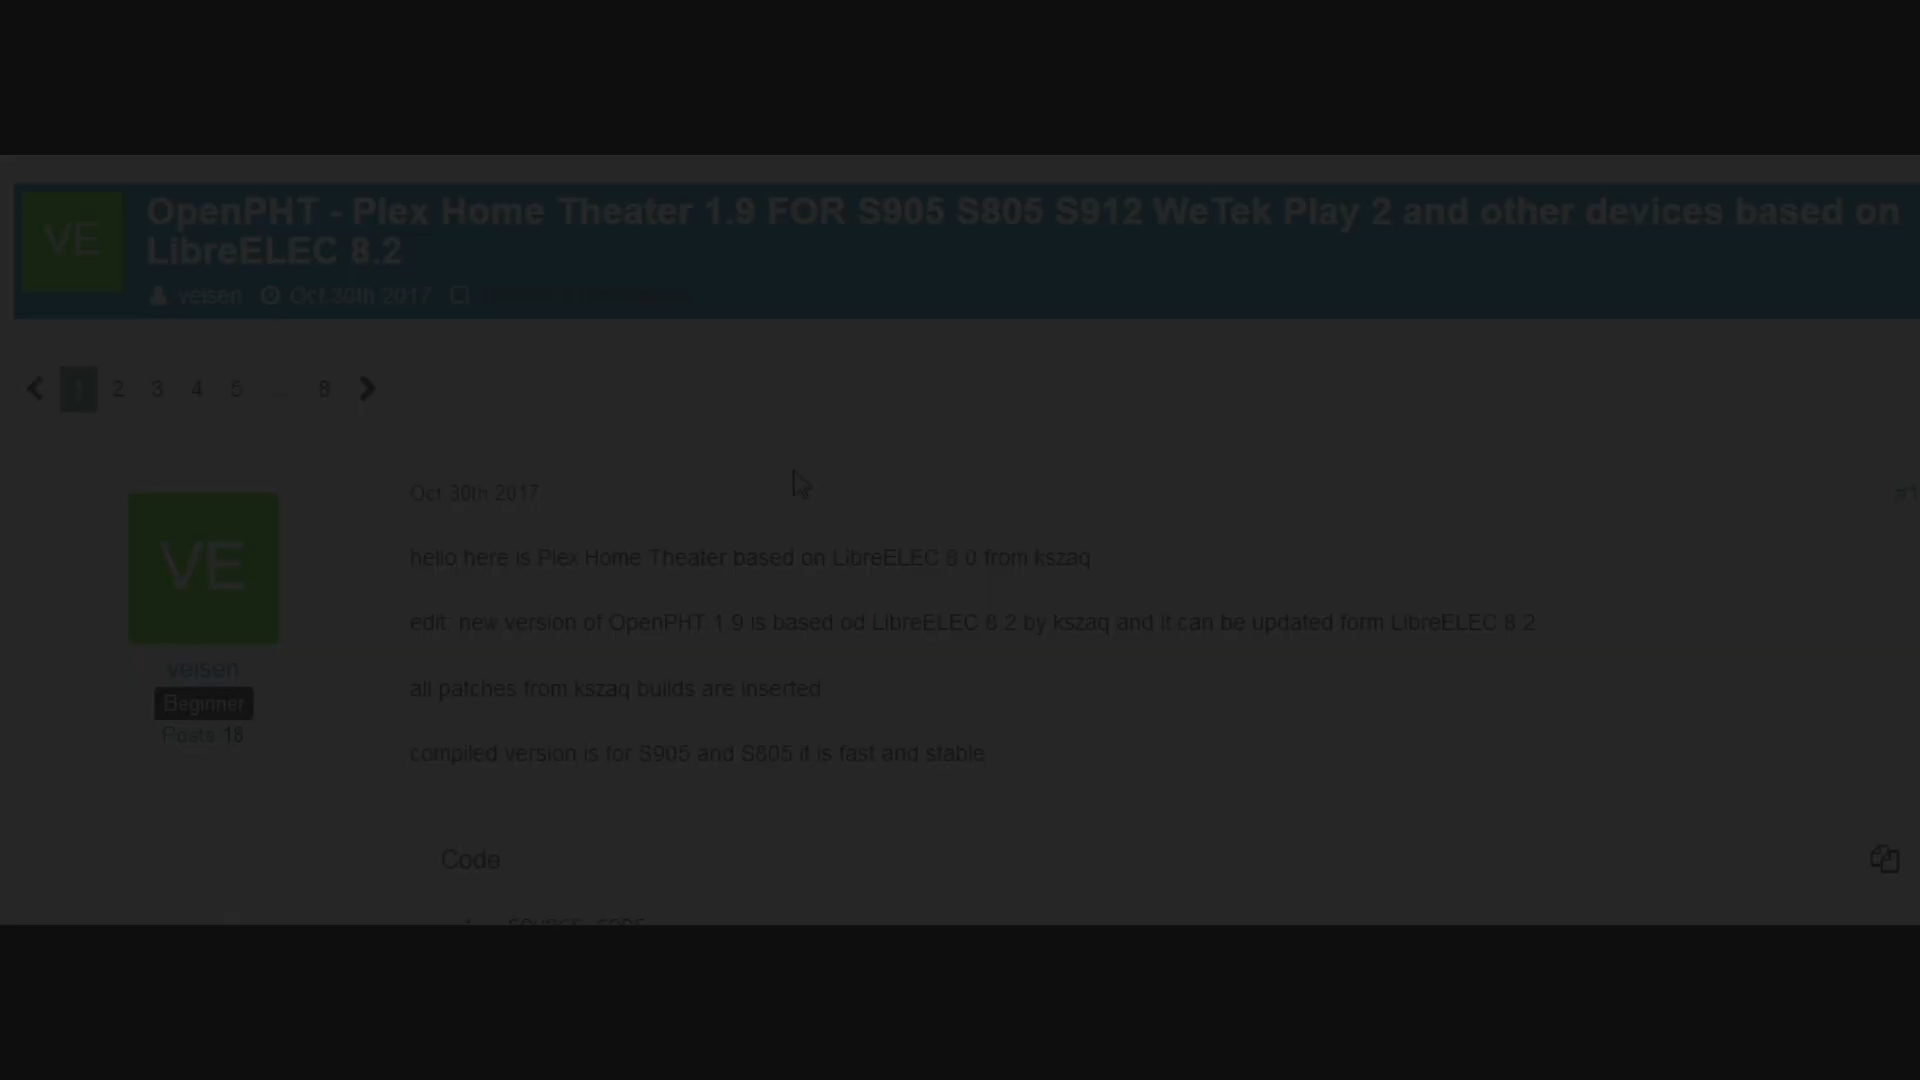 VE
OpenPHT - Plex Home Theater 1.9 FOR S905 S805 S912 WeTek Play 2 and other devices based on
LibreELEC 8.2
veisen Oct 30th 2017
1 2 3 4 5 ... 8
Oct 30th 2017
#1
VE
hello here is Plex Home Theater based on LibreELEC 8.0 from kszaq
edit: new version of OpenPHT 1.9 is based od LibreELEC 8.2 by kszaq and it can be updated form LibreELEC 8.2
veisen
Beginner
Posts 18
all patches from kszaq builds are inserted
compiled version is for S905 and S805 it is fast and stable
Code